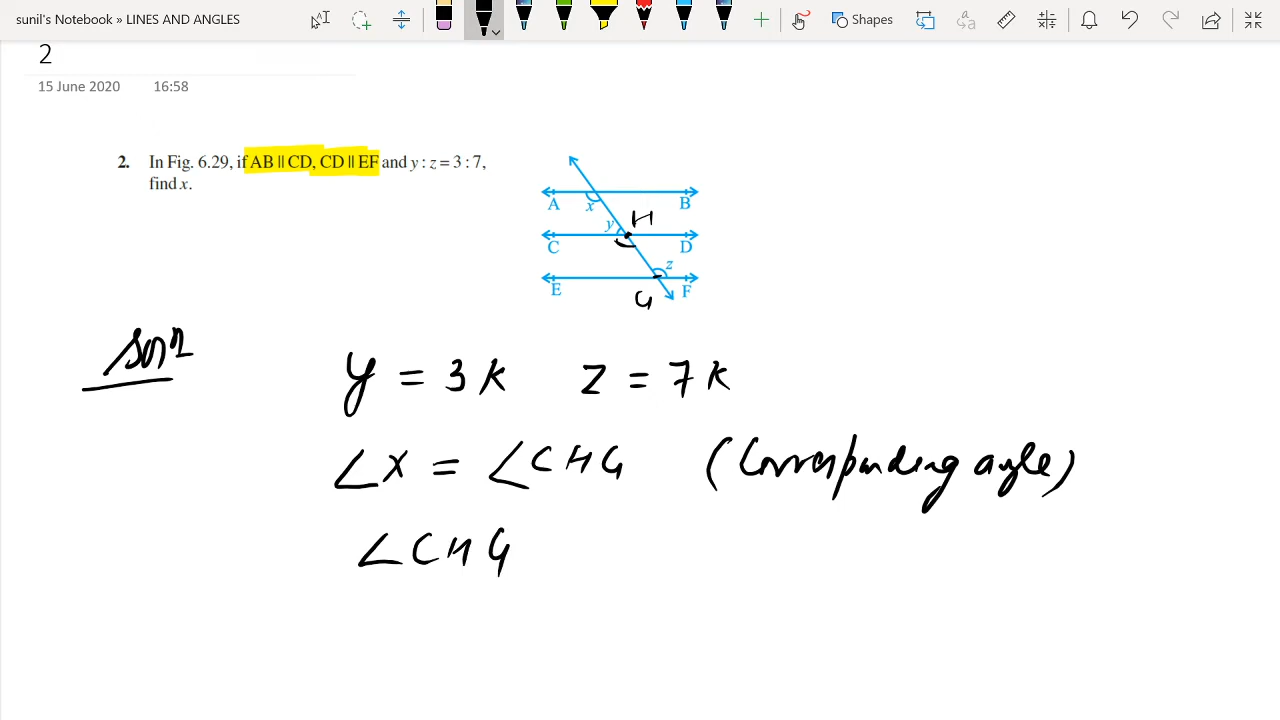 sunil's Notebook » LINES AND ANGLES
Shapes
2
15 June 2020 16:58
2. In Fig. 6.29, if AB || CD, CD || EF and y : z = 3 : 7,
find x.
A x B
H
y
C D
z
E G F
Soln
y = 3K z = 7K
∠X = ∠CHG (Corresponding angle)
∠CHG